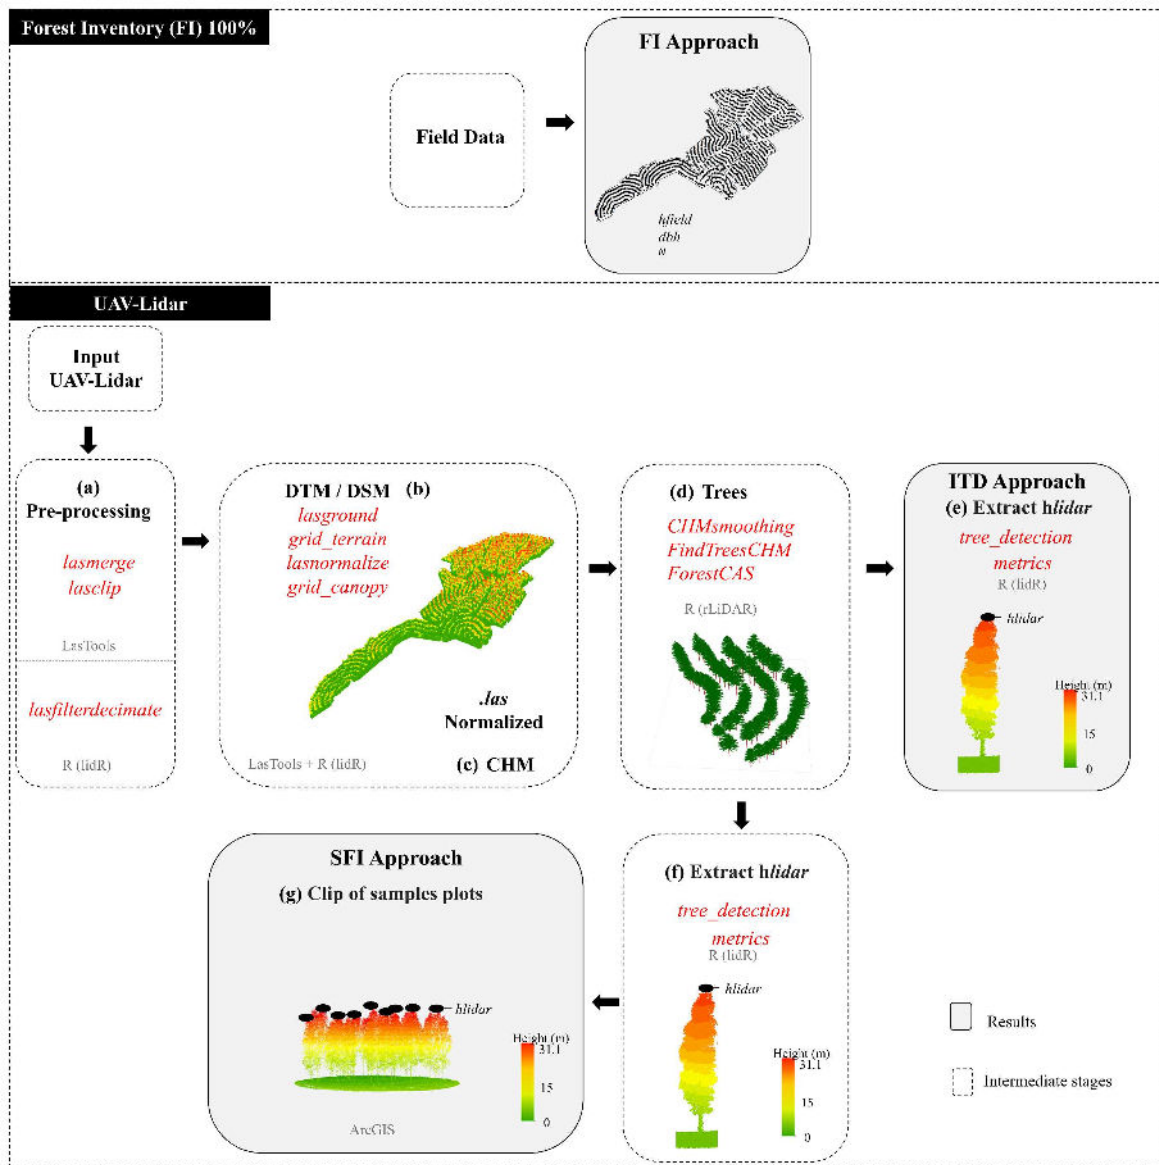 Forest Inventory (FI) 100%
FI Approach
Field Data
hfield
dbh
N
UAV-Lidar
Input
UAV-Lidar
(a)
Pre-processing
lasmerge
lasclip
LasTools
lasfilterdecimate
R (lidR)
DTM / DSM (b)
lasground
grid_terrain
lasnormalize
grid_canopy
.las
Normalized
(c) CHM
LasTools + R (lidR)
(d) Trees
CHMsmoothing
FindTreesCHM
ForestCAS
R (rLiDAR)
ITD Approach
(e) Extract hlidar
tree_detection
metrics
R (lidR)
hlidar
Height (m)
31.1
15
0
SFI Approach
(g) Clip of samples plots
hlidar
Height (m)
31.1
15
0
ArcGIS
(f) Extract hlidar
tree_detection
metrics
R (lidR)
hlidar
Height (m)
31.1
15
0
Results
Intermediate stages